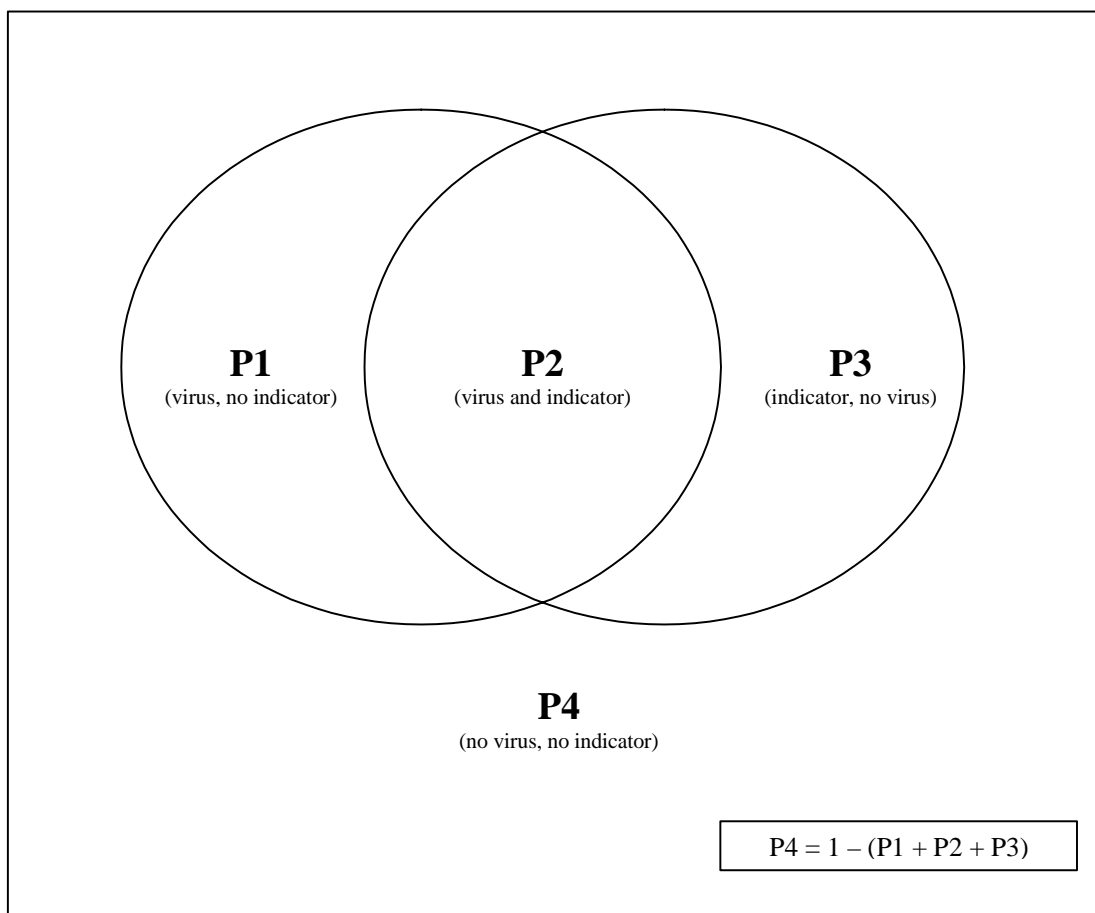 P1
(virus, no indicator)
P2
(virus and indicator)
P3
(indicator, no virus)
P4
(no virus, no indicator)
P4 = 1 – (P1 + P2 + P3)